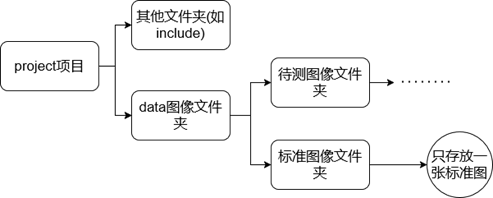 其他文件夹(如
include)
project项目
待测图像文件
夹
........
data图像文件
夹
标准图像文件
夹
只存放一
张标准图